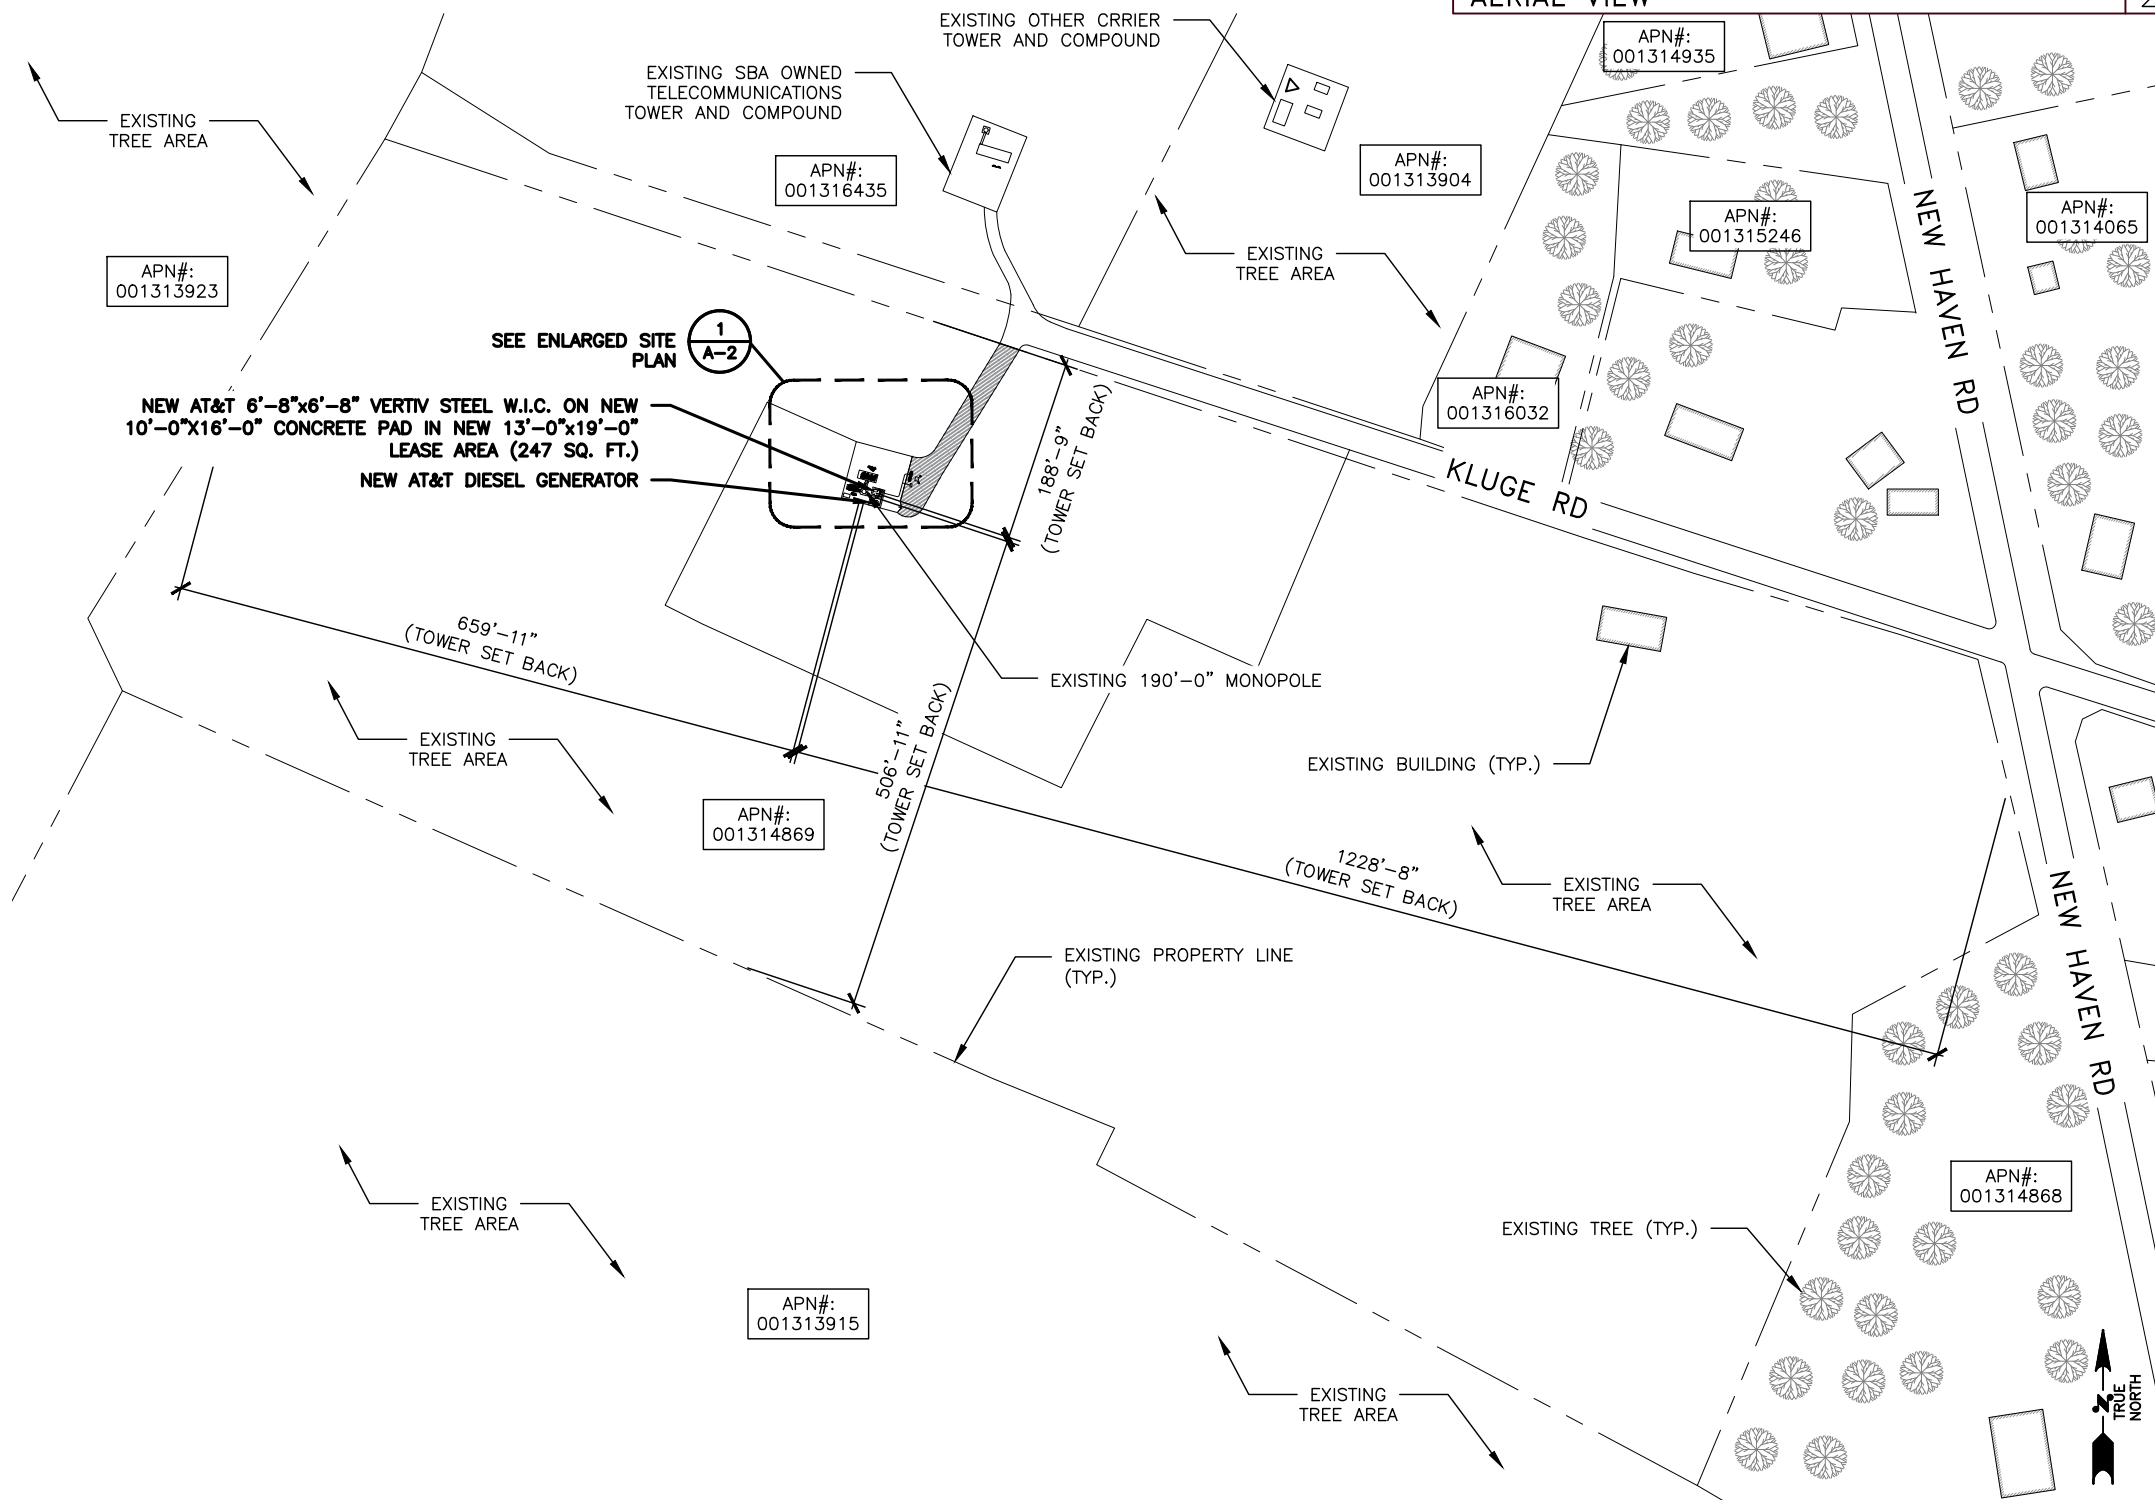 AERIAL VIEW
2
EXISTING OTHER CRRIER
TOWER AND COMPOUND
APN#:
001314935
EXISTING SBA OWNED
TELECOMMUNICATIONS
TOWER AND COMPOUND
EXISTING
TREE AREA
APN#:
001316435
APN#:
001313904
APN#:
001315246
APN#:
001314065
NEW HAVEN RD
EXISTING
TREE AREA
APN#:
001313923
SEE ENLARGED SITE
PLAN
1
A-2
NEW AT&T 6'-8"x6'-8" VERTIV STEEL W.I.C. ON NEW
10'-0"X16'-0" CONCRETE PAD IN NEW 13'-0"x19'-0"
LEASE AREA (247 SQ. FT.)
NEW AT&T DIESEL GENERATOR
188'-9"
(TOWER SET BACK)
APN#:
001316032
KLUGE RD
659'-11"
(TOWER SET BACK)
EXISTING 190'-0" MONOPOLE
506'-11"
(TOWER SET BACK)
EXISTING
TREE AREA
EXISTING BUILDING (TYP.)
APN#:
001314869
1228'-8"
(TOWER SET BACK)
EXISTING
TREE AREA
NEW HAVEN RD
EXISTING PROPERTY LINE
(TYP.)
APN#:
001314868
EXISTING
TREE AREA
EXISTING TREE (TYP.)
APN#:
001313915
EXISTING
TREE AREA
N
TRUE
NORTH